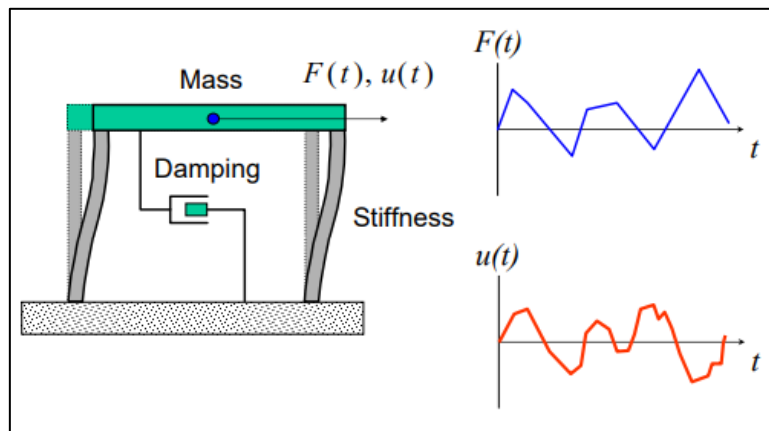 Mass
F(t), u(t)
Damping
Stiffness
F(t)
t
u(t)
t